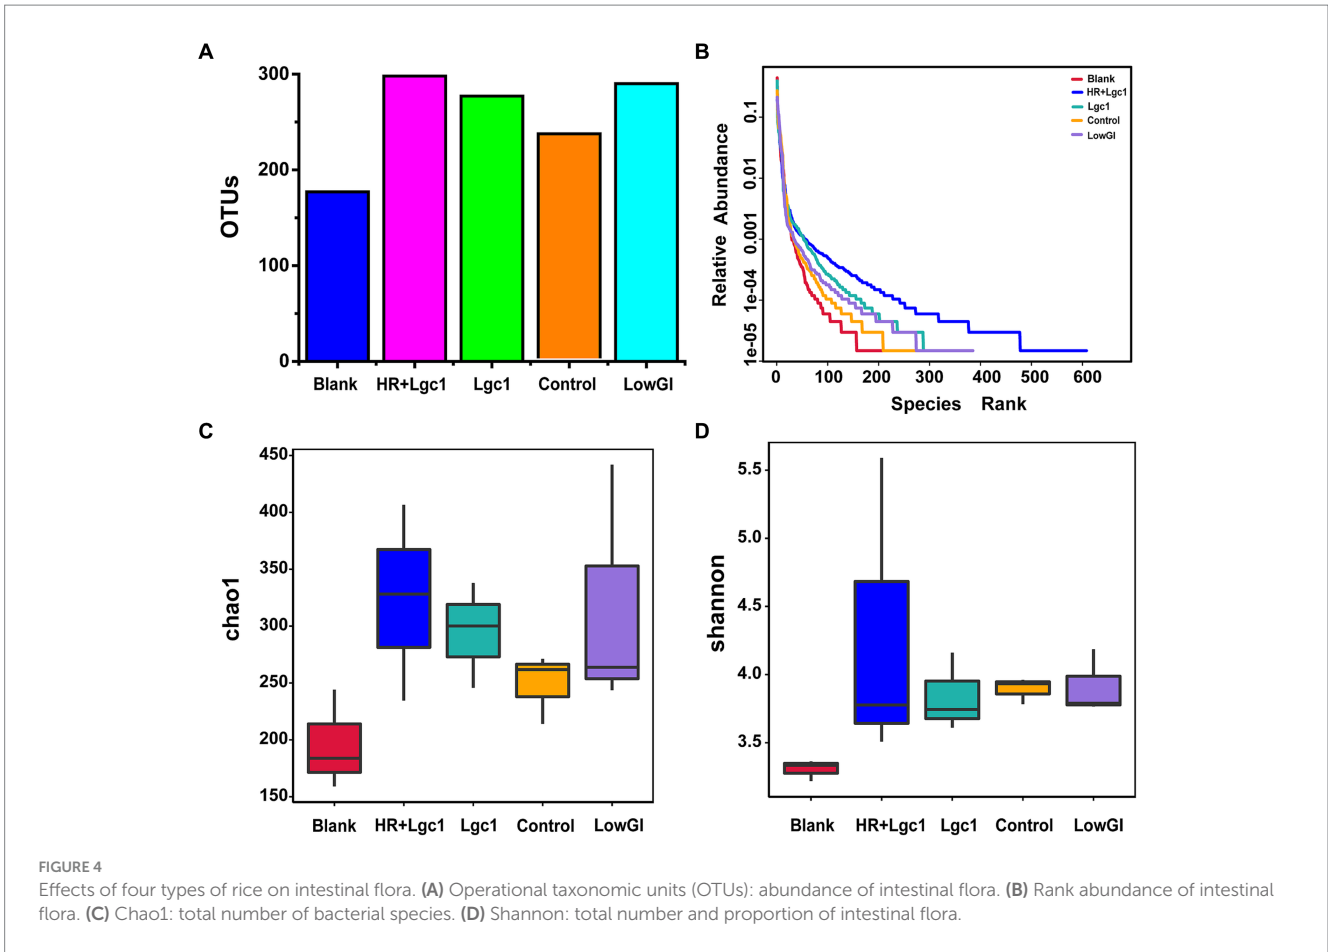 A
OTUs
300
200
100
0
Blank HR+Lgc1 Lgc1 Control LowGI
B
Relative Abundance
0.1
0.01
0.001
1e-04
1e-05
Blank
HR+Lgc1
Lgc1
Control
LowGI
0 100 200 300 400 500 600
Species Rank
C
chao1
450
400
350
300
250
200
150
Blank HR+Lgc1 Lgc1 Control LowGI
D
shannon
5.5
5.0
4.5
4.0
3.5
Blank HR+Lgc1 Lgc1 Control LowGI
FIGURE 4
Effects of four types of rice on intestinal flora. (A) Operational taxonomic units (OTUs): abundance of intestinal flora. (B) Rank abundance of intestinal
flora. (C) Chao1: total number of bacterial species. (D) Shannon: total number and proportion of intestinal flora.